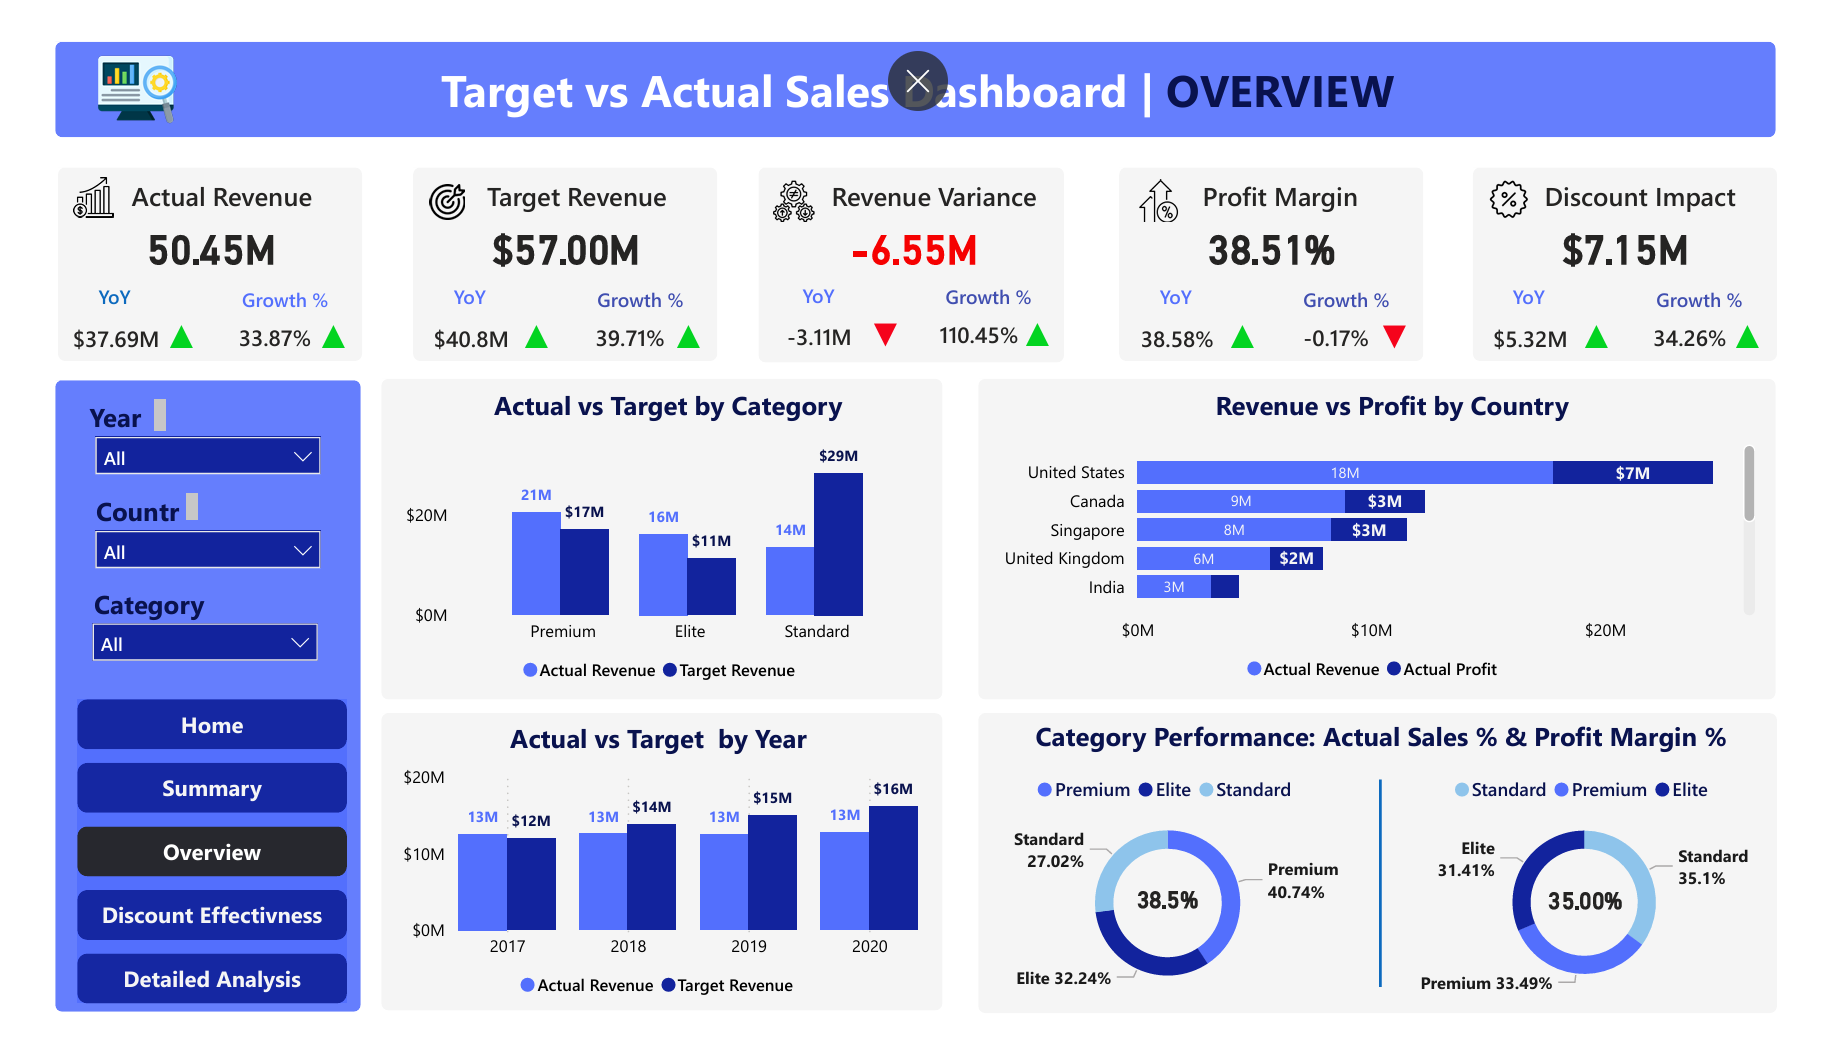 Target vs Actual Sales Dashboard | OVERVIEW
Actual Revenue
50.45M
YoY
Growth %
$37.69M
33.87%
Target Revenue
$57.00M
YoY
Growth %
$40.8M
39.71%
Revenue Variance
-6.55M
YoY
Growth %
-3.11M
110.45%
Profit Margin
38.51%
YoY
Growth %
38.58%
-0.17%
Discount Impact
$7.15M
YoY
Growth %
$5.32M
34.26%
Year
All
Countr
All
Category
All
Home
Summary
Overview
Discount Effectivness
Detailed Analysis
Actual vs Target by Category
$20M
$0M
21M
$17M
16M
$11M
14M
$29M
Premium
Elite
Standard
Actual Revenue
Target Revenue
Revenue vs Profit by Country
United States
18M
$7M
Canada
9M
$3M
Singapore
8M
$3M
United Kingdom
6M
$2M
India
3M
$0M
$10M
$20M
Actual Revenue
Actual Profit
Actual vs Target by Year
$20M
$10M
$0M
13M
$12M
13M
$14M
13M
$15M
13M
$16M
2017
2018
2019
2020
Actual Revenue
Target Revenue
Category Performance: Actual Sales % & Profit Margin %
Premium
Elite
Standard
Standard
27.02%
38.5%
Premium
40.74%
Elite 32.24%
Standard
Premium
Elite
Elite
31.41%
35.00%
Standard
35.1%
Premium 33.49%